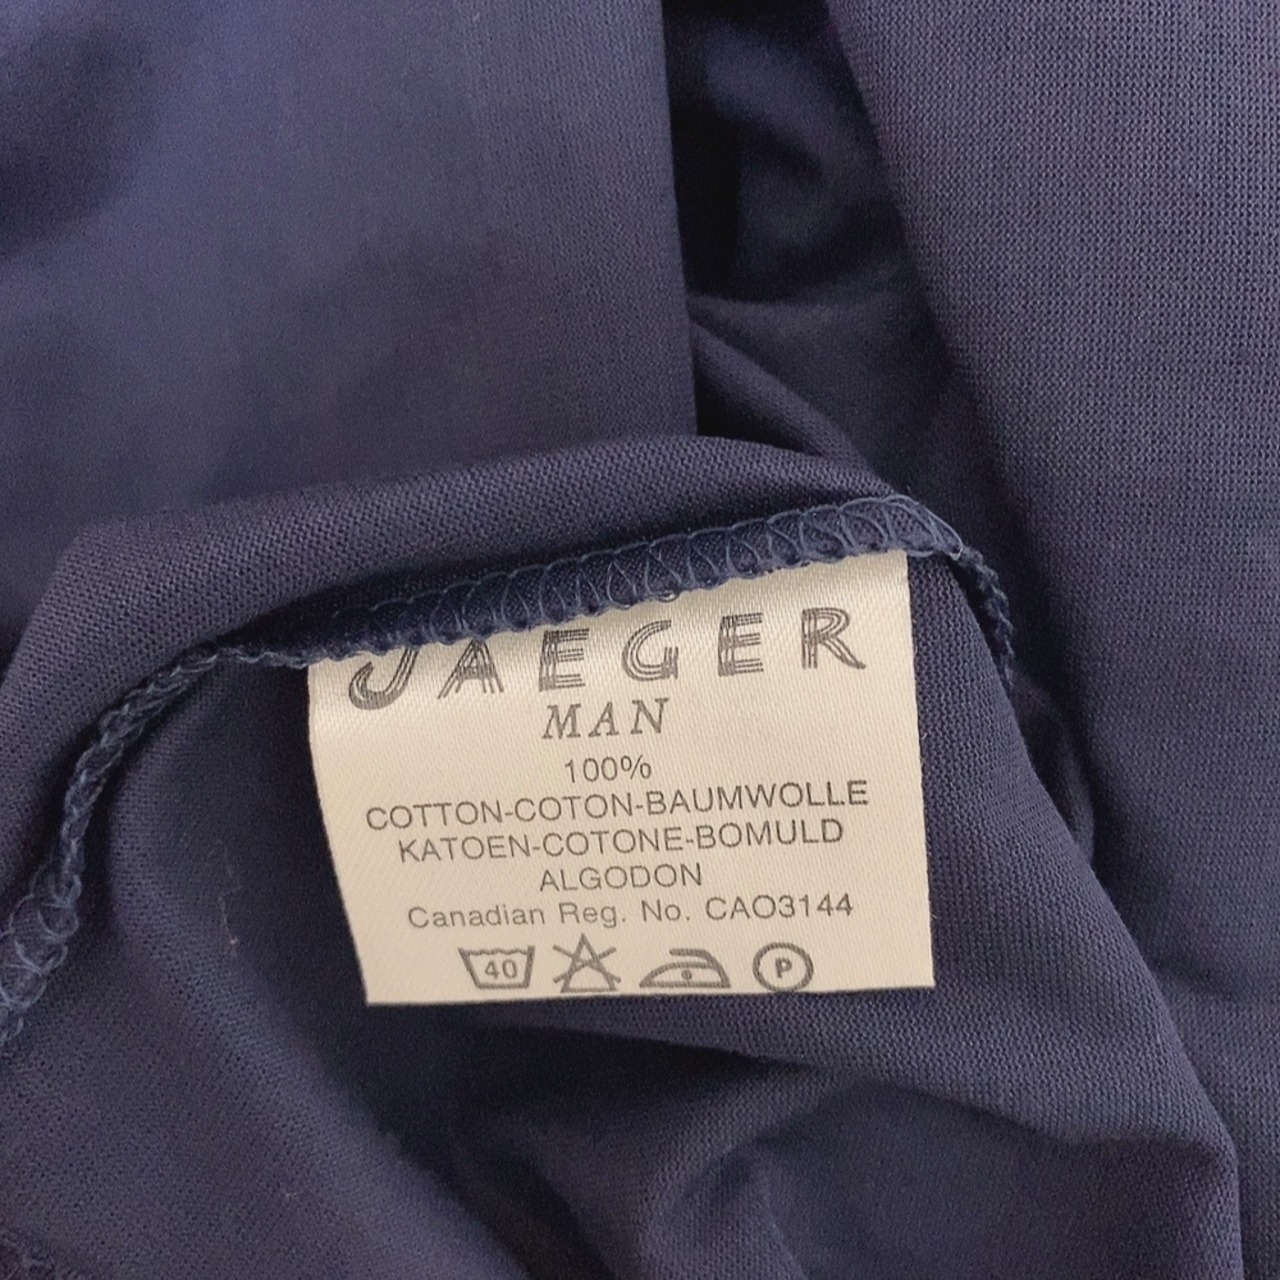 JAEGER
MAN
100%
COTTON-COTON-BAUMWOLLE
KATOEN-COTONE-BOMULD
ALGODON
Canadian Reg. No. CAO3144
40 P